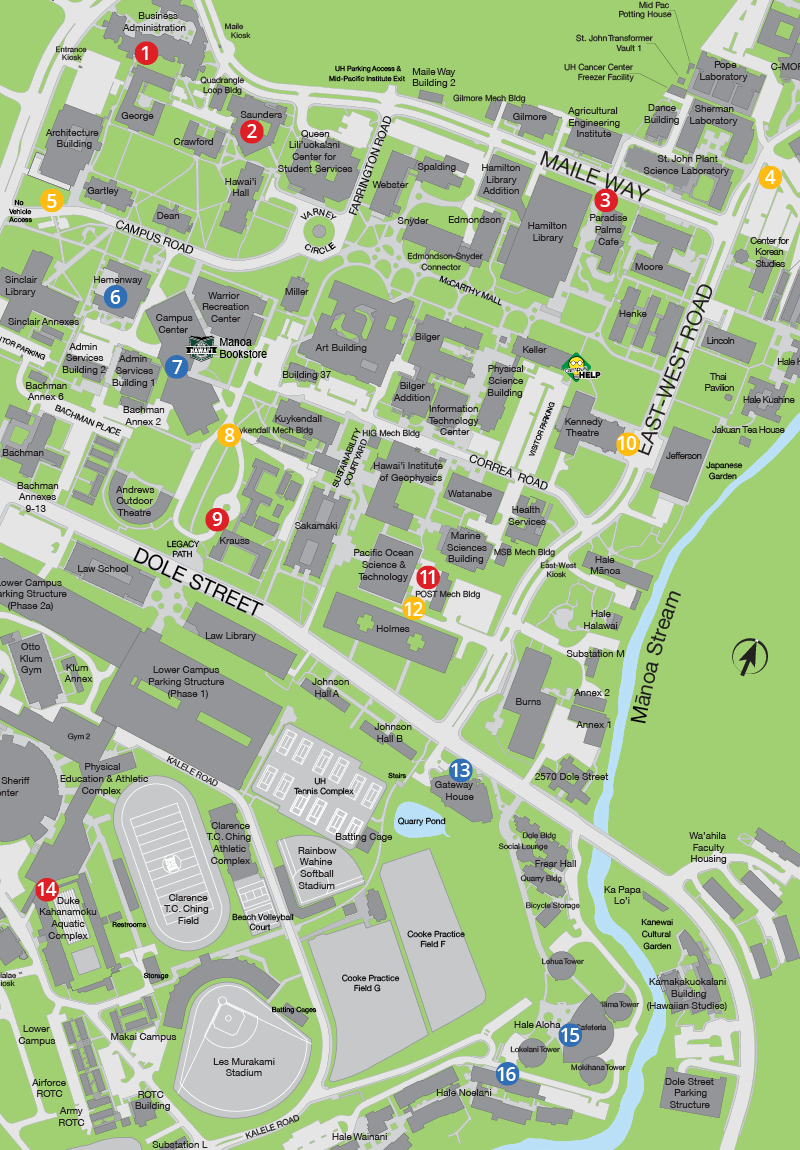 Mid Pac
Potting House
Business
Administration
Maile
Kiosk
St. John Transformer
Vault 1
1
Entrance
Kiosk
UH Parking Access &
Mid-Pacific Institute Exit
Maile Way
Building 2
UH Cancer Center
Freezer Facility
Pope
Laboratory
C-MOR
Quadrangle
Loop Bldg
Gilmore Mech Bldg
George
Saunders
2
Gilmore
Agricultural
Engineering
Institute
Dance
Building
Sherman
Laboratory
Architecture
Building
Crawford
Queen
Lili'uokalani
Center for
Student Services
FARRINGTON ROAD
MAILE WAY
St. John Plant
Science Laboratory
4
Spalding
Hamilton
Library
Addition
Webster
Hawai'i
Hall
Gartley
5
No
Vehicle
Access
Dean
VARNEY
CIRCLE
Snyder
Edmondson
Hamilton
Library
3
Paradise
Palms
Cafe
CAMPUS ROAD
Edmondson-Snyder
Connector
Center for
Korean
Studies
Moore
Sinclair
Library
Hemenway
6
Warrior
Recreation
Center
Miller
McCARTHY MALL
EAST-WEST ROAD
Henke
Sinclair Annexes
Campus
Center
HAWAI'I
Manoa
Bookstore
Art Building
Bilger
Keller
Lincoln
TOR PARKING
Admin
Services
Building 2
Admin
Services
Building 1
7
Building 37
Physical
Science
Building
campus
HELP
Thai
Pavilion
Hale H
Bachman
Annex 6
Bilger
Addition
Hale Kushine
BACHMAN PLACE
Bachman
Annex 2
Kuykendall
ykendall Mech Bldg
8
Information
Technology
Center
VISITOR PARKING
Kennedy
Theatre
10
Jakuan Tea House
HIG Mech Bldg
SUSTAINABILITY
COURTYARD
Bachman
Hawai'i Institute
of Geophysics
CORREA ROAD
Jefferson
Japanese
Garden
Bachman
Annexes
9-13
Andrews
Outdoor
Theatre
Watanabe
Health
Services
9
Sakamaki
Krauss
LEGACY
PATH
Marine
Sciences
Building
MSB Mech Bldg
Pacific Ocean
Science &
Technology
East-West
Kiosk
Hale
Mānoa
Law School
DOLE STREET
11
POST Mech Bldg
12
Lower Campus
arking Structure
(Phase 2a)
Holmes
Hale
Halawai
Law Library
Mānoa Stream
Otto
Klum
Gym
Klum
Annex
Lower Campus
Parking Structure
(Phase 1)
Substation M
Johnson
Hall A
Burns
Annex 2
Annex 1
Gym 2
Johnson
Hall B
KALELE ROAD
Physical
Education & Athletic
Complex
Sheriff
enter
UH
Tennis Complex
Stairs
13
Gateway
House
2570 Dole Street
Quarry Pond
Clarence
T.C. Ching
Athletic
Complex
Batting Cage
Rainbow
Wahine
Softball
Stadium
Dole Bldg
Social Lounge
Frear Hall
Quarry Bldg
Wa'ahila
Faculty
Housing
14
Duke
Kahanamoku
Aquatic
Complex
Clarence
T.C. Ching
Field
Ka Papa
Lo'i
Bicycle Storage
Beach Volleyball
Court
Restrooms
Cooke Practice
Field F
Kanewai
Cultural
Garden
Lehua Tower
Storage
Cooke Practice
Field G
Kamakakuokalani
Building
(Hawaiian Studies)
Ilima Tower
Batting Cages
Lower
Campus
Makai Campus
Hale Aloha
15
Cafeteria
Lokelani Tower
Mokihana Tower
Les Murakami
Stadium
16
Airforce
ROTC
ROTC
Building
Hale Noelani
Dole Street
Parking
Structure
Army
ROTC
KALELE ROAD
Substation L
Hale Wainani